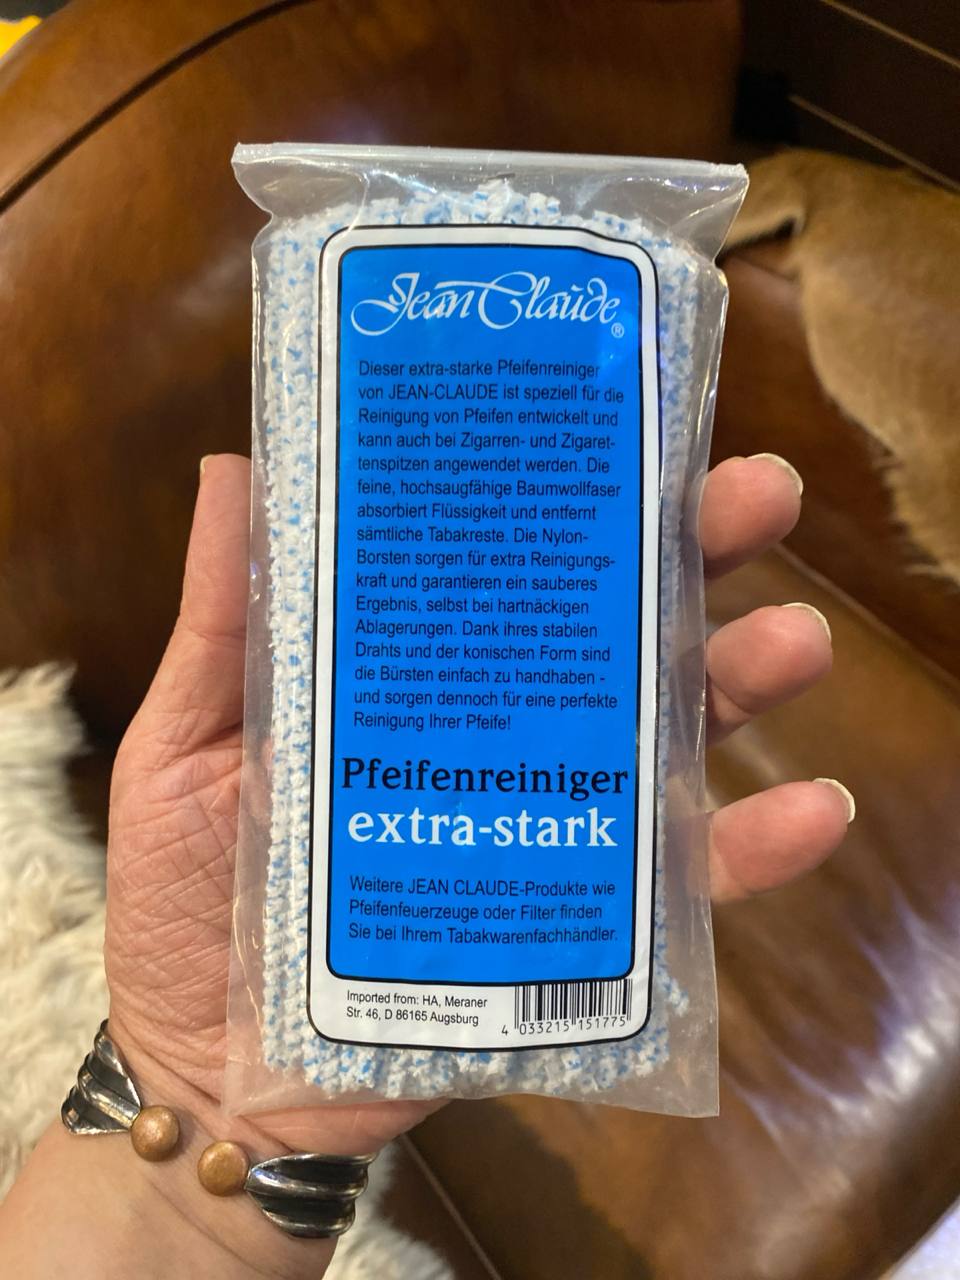 Jean Claude®
Dieser extra-starke Pfeifenreiniger
von JEAN-CLAUDE ist speziell für die
Reinigung von Pfeifen entwickelt und
kann auch bei Zigarren- und Zigaret-
tenspitzen angewendet werden. Die
feine, hochsaugfähige Baumwollfaser
absorbiert Flüssigkeit und entfernt
sämtliche Tabakreste. Die Nylon-
Borsten sorgen für extra Reinigungs-
kraft und garantieren ein sauberes
Ergebnis, selbst bei hartnäckigen
Ablagerungen. Dank ihres stabilen
Drahts und der konischen Form sind
die Bürsten einfach zu handhaben -
und sorgen dennoch für eine perfekte
Reinigung Ihrer Pfeife!
Pfeifenreiniger
extra-stark
Weitere JEAN CLAUDE-Produkte wie
Pfeifenfeuerzeuge oder Filter finden
Sie bei Ihrem Tabakwarenfachhändler.
Imported from: HA, Meraner
Str. 46, D 86165 Augsburg
4 033215 151775